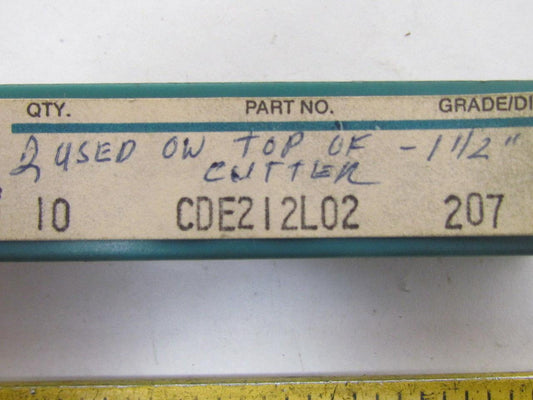 QTY. PART NO. GRADE/DI
2 USED ON TOP OF - 1 1/2"
CUTTER
10 CDE212L02 207